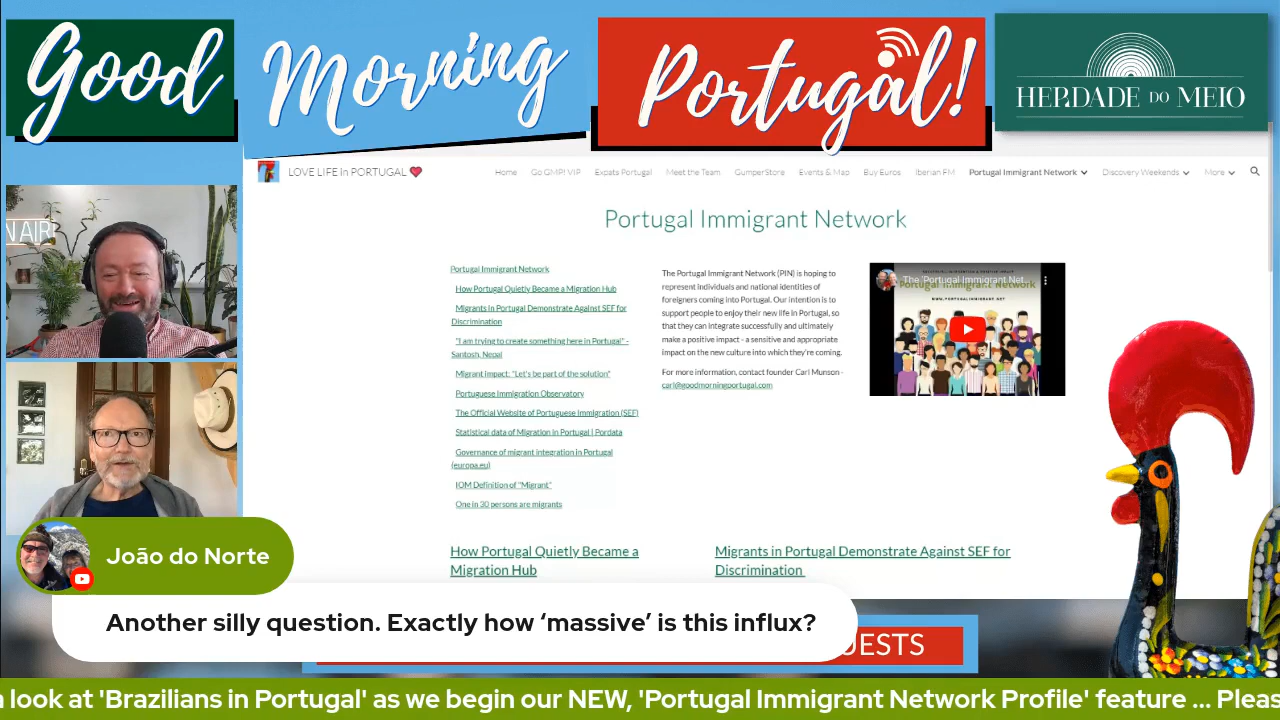 Good
Morning
Portugal!
HERDADE DO MEIO
LOVE LIFE In PORTUGAL
Home Go GMP! VIP Expats Portugal Meet the Team GumperStore Events & Map Buy Euros Iberian FM Portugal Immigrant Network Discovery Weekends More
N AIR
Portugal Immigrant Network
Portugal Immigrant Network
How Portugal Quietly Became a Migration Hub
Migrants in Portugal Demonstrate Against SEF for
Discrimination
"I am trying to create something here in Portugal" -
Santosh, Nepal
Migrant Impact: "Let's be part of the solution"
Portuguese Immigration Observatory
The Official Website of Portuguese Immigration (SEF)
Statistical data of Migration in Portugal | Pordata
Governance of migrant integration in Portugal
(europa.eu)
IOM Definition of "Migrant"
One in 30 persons are migrants
The Portugal Immigrant Network (PIN) is hoping to
represent individuals and national identities of
foreigners coming into Portugal. Our intention is to
support people to enjoy their new life in Portugal, so
that they can integrate successfully and ultimately
make a positive impact - a sensitive and appropriate
impact on the new culture into which they're coming.
For more information, contact founder Carl Munson -
carl@goodmorningportugal.com
The 'Portugal Immigrant Net...
Portugal Immigrant Network
WWW.PORTUGALIMMIGRANT.NET
How Portugal Quietly Became a
Migration Hub
Migrants in Portugal Demonstrate Against SEF for
Discrimination
João do Norte
Another silly question. Exactly how ‘massive’ is this influx?
UESTS
look at 'Brazilians in Portugal' as we begin our NEW, 'Portugal Immigrant Network Profile' feature ... Pleas